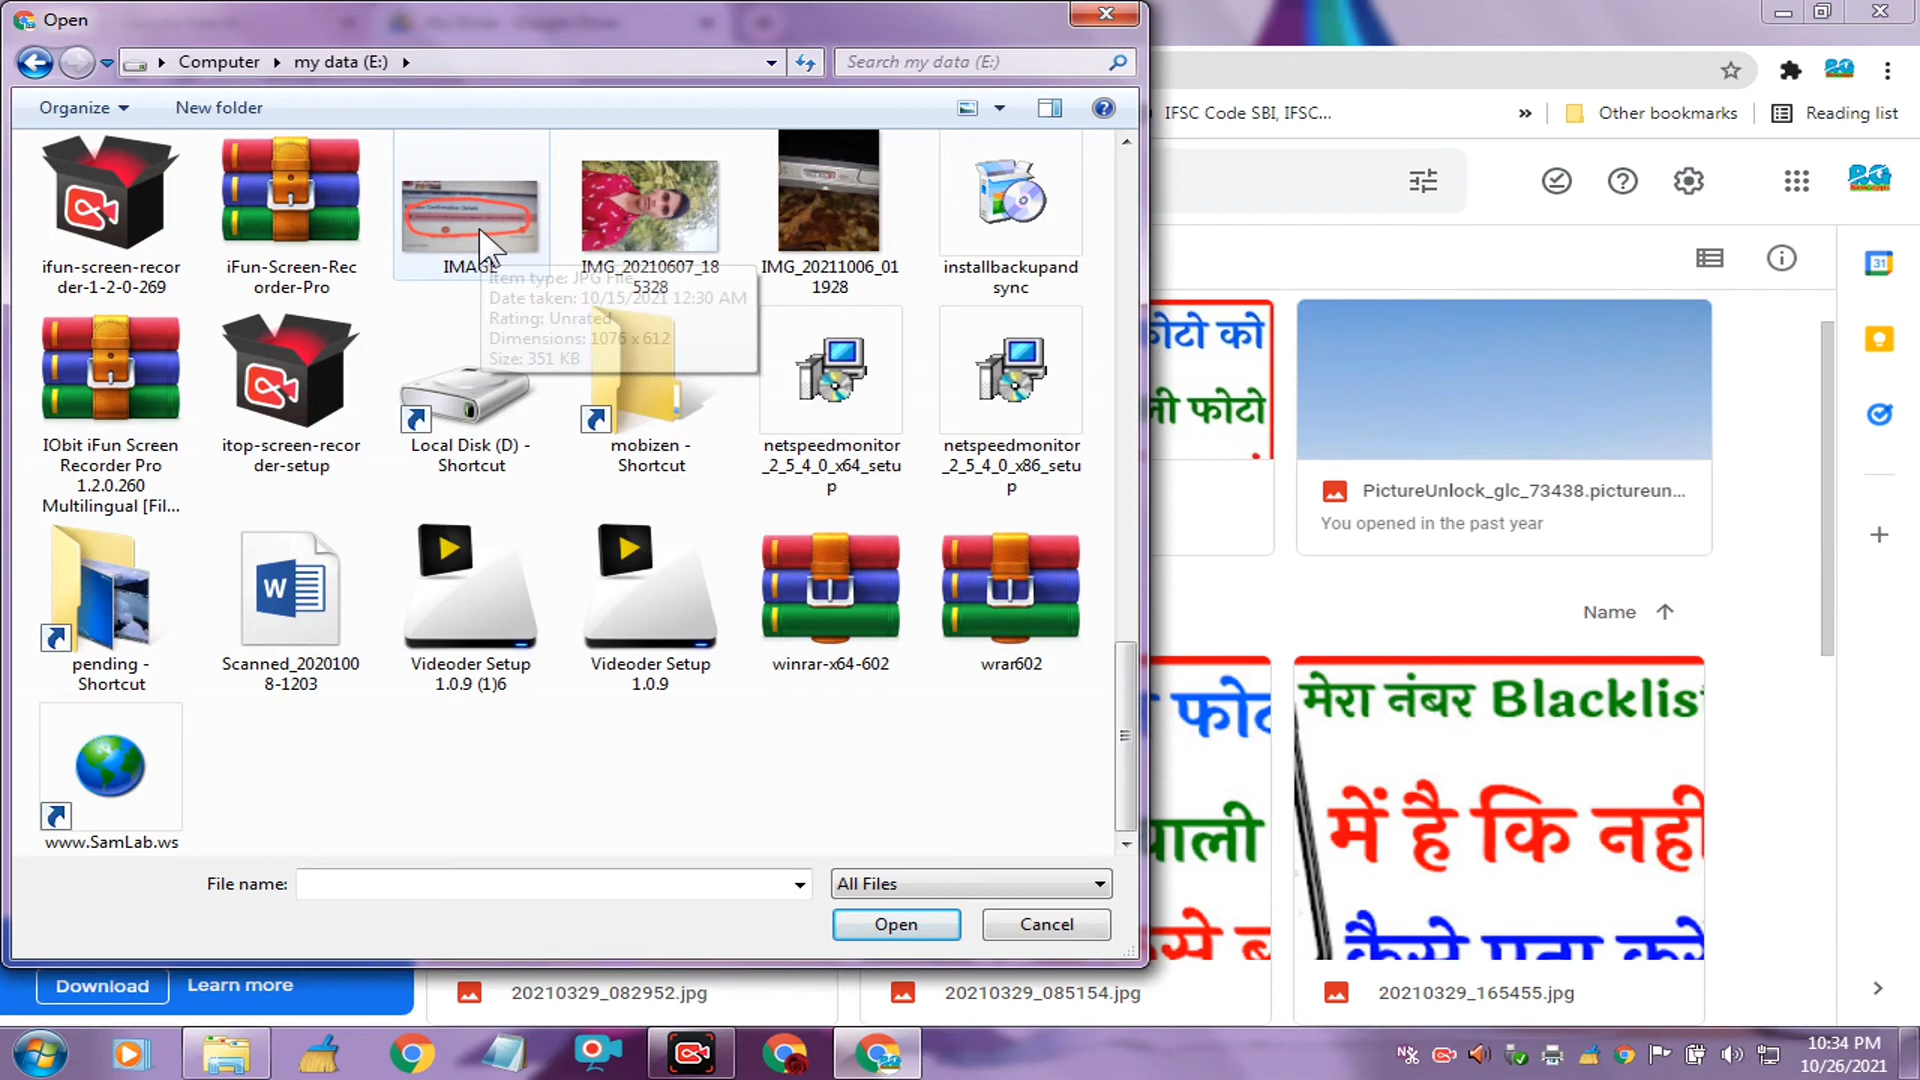 Open
Computer
my data (E:)
Search my data (E:)
Organize
New folder
IFSC Code SBI, IFSC...
Other bookmarks
Reading list
ifun-screen-reco
rder-1-2-0-269
iFun-Screen-Rec
order-Pro
IMAGE
IMG_20210607_18
5328
IMG_20211006_01
1928
installbackupand
sync
Item type: JPG File
Date taken: 10/15/2021 12:30 AM
Rating: Unrated
Dimensions: 1076 x 612
Size: 351 KB
IObit iFun Screen
Recorder Pro
1.2.0.260
Multilingual [Fil...
itop-screen-recor
der-setup
Local Disk (D) -
Shortcut
mobizen -
Shortcut
netspeedmonitor
_2_5_4_0_x64_setu
p
netspeedmonitor
_2_5_4_0_x86_setu
p
pending -
Shortcut
Scanned_2020100
8-1203
Videoder Setup
1.0.9 (1)6
Videoder Setup
1.0.9
winrar-x64-602
wrar602
www.SamLab.ws
File name:
All Files
Open
Cancel
फोटो को
ली फोटो
PictureUnlock_glc_73438.pictureun...
You opened in the past year
Name
मेरा नंबर Blacklis
में है कि नही
कैसे पता करे
Download
Learn more
20210329_082952.jpg
20210329_085154.jpg
20210329_165455.jpg
10:34 PM
10/26/2021